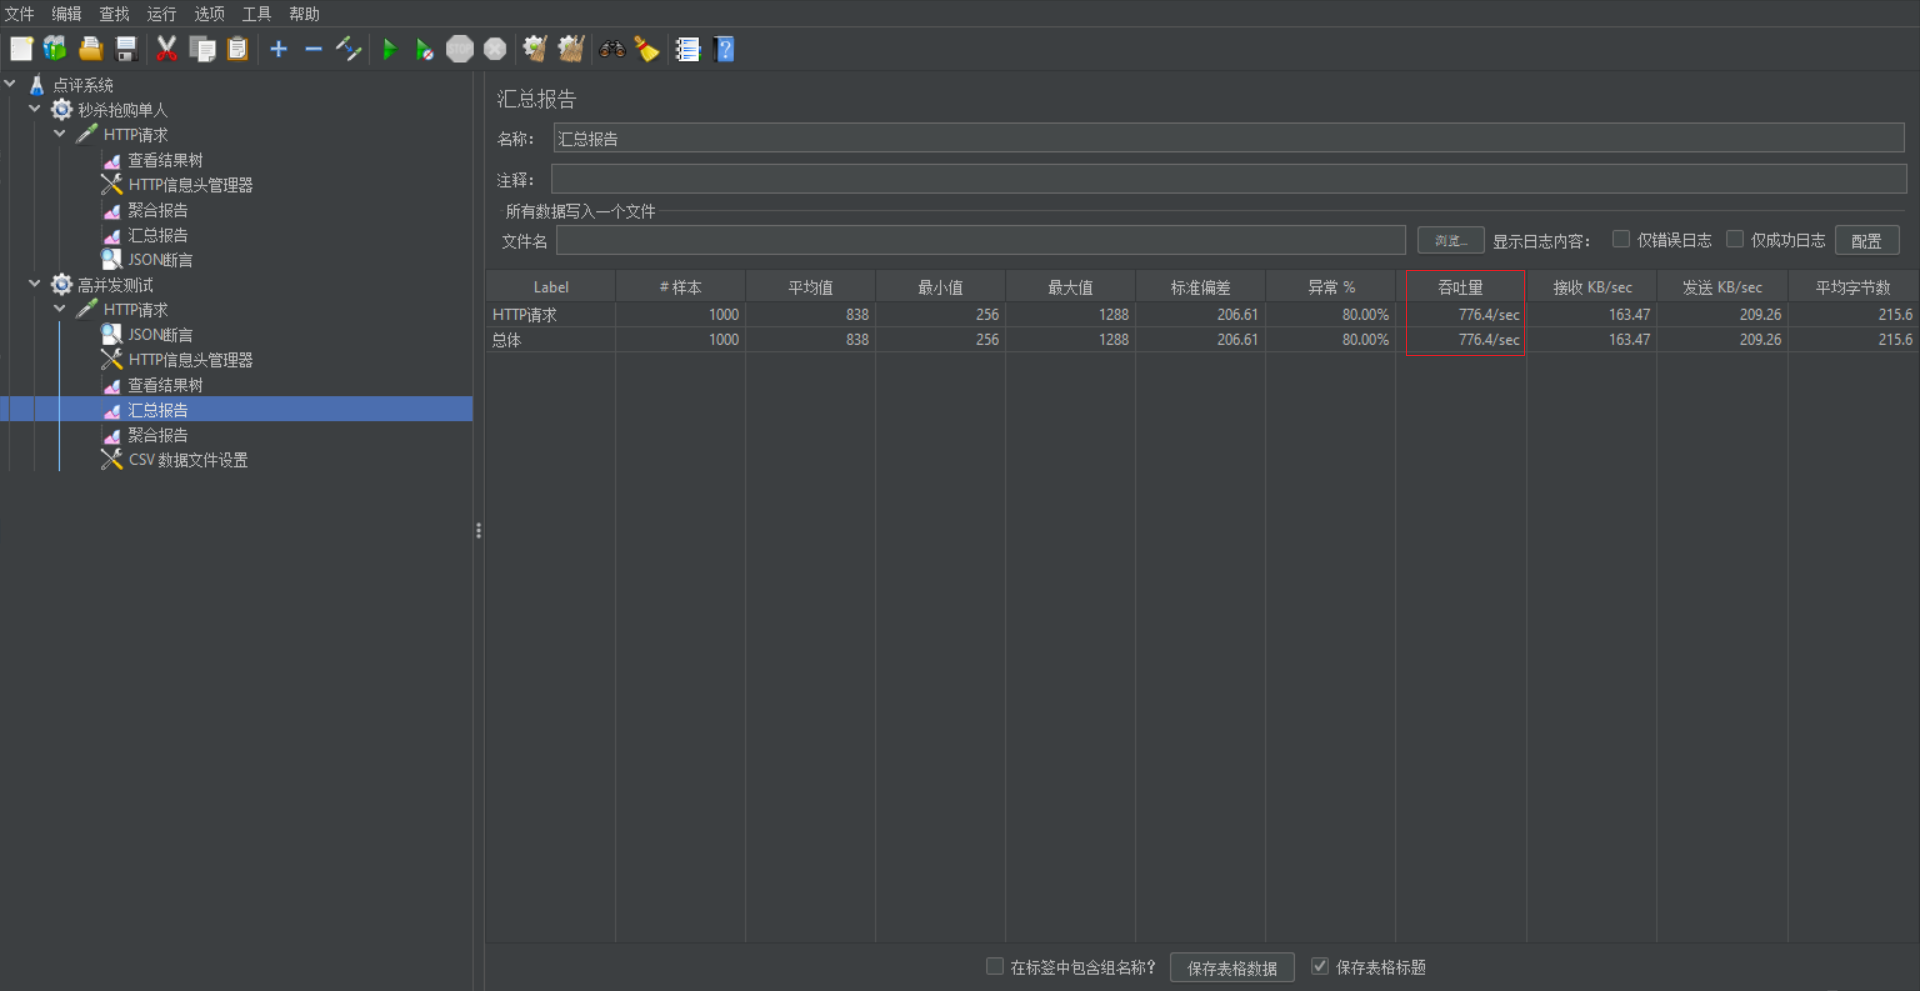 文件 编辑 查找 运行 选项 工具 帮助
STOP
点评系统
秒杀抢购单人
HTTP请求
查看结果树
HTTP信息头管理器
聚合报告
汇总报告
JSON断言
高并发测试
HTTP请求
JSON断言
HTTP信息头管理器
查看结果树
汇总报告
聚合报告
CSV 数据文件设置
汇总报告
名称： 汇总报告
注释：
所有数据写入一个文件
文件名 浏览... 显示日志内容： 仅错误日志 仅成功日志 配置
Label # 样本 平均值 最小值 最大值 标准偏差 异常 % 吞吐量 接收 KB/sec 发送 KB/sec 平均字节数
HTTP请求 1000 838 256 1288 206.61 80.00% 776.4/sec 163.47 209.26 215.6
总体 1000 838 256 1288 206.61 80.00% 776.4/sec 163.47 209.26 215.6
在标签中包含组名称？ 保存表格数据 保存表格标题